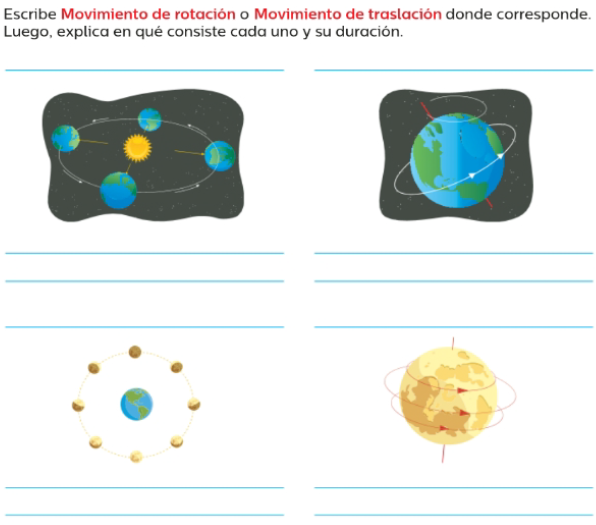 Escribe Movimiento de rotación o Movimiento de traslación donde corresponde.
Luego, explica en qué consiste cada uno y su duración.